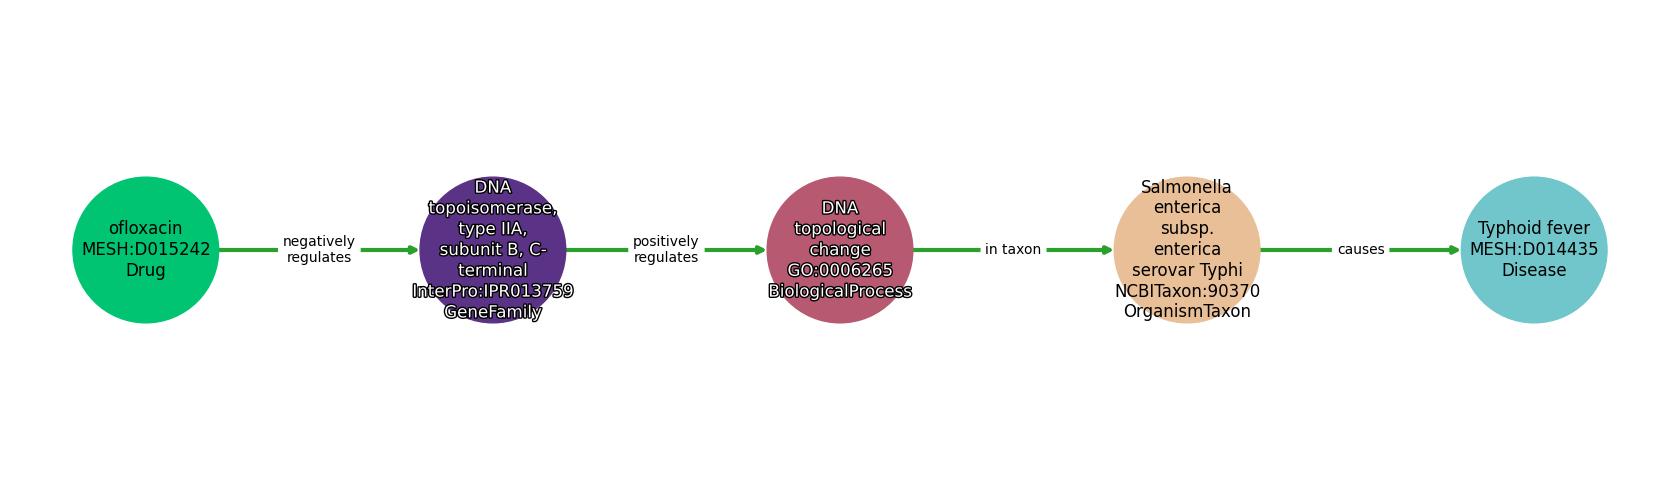 ofloxacin
MESH:D015242
Drug
negatively
regulates
DNA
topoisomerase,
type IIA,
subunit B, C-
terminal
InterPro:IPR013759
GeneFamily
positively
regulates
DNA
topological
change
GO:0006265
BiologicalProcess
in taxon
Salmonella
enterica
subsp.
enterica
serovar Typhi
NCBITaxon:90370
OrganismTaxon
causes
Typhoid fever
MESH:D014435
Disease